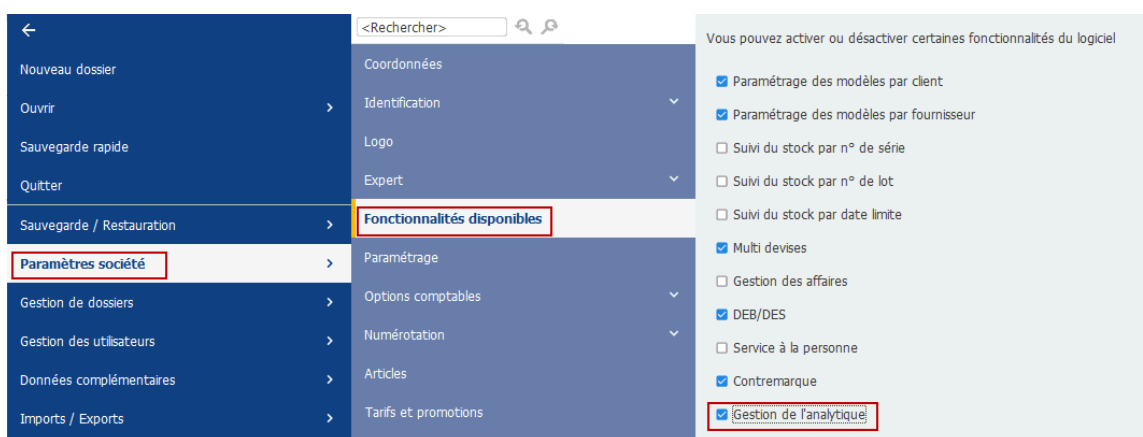 Nouveau dossier
Ouvrir
Sauvegarde rapide
Quitter
Sauvegarde / Restauration
Paramètres société
Gestion de dossiers
Gestion des utilisateurs
Données complémentaires
Imports / Exports
<Rechercher>
Coordonnées
Identification
Logo
Expert
Fonctionnalités disponibles
Paramétrage
Options comptables
Numérotation
Articles
Tarifs et promotions
Vous pouvez activer ou désactiver certaines fonctionnalités du logiciel
Paramétrage des modèles par client
Paramétrage des modèles par fournisseur
Suivi du stock par n° de série
Suivi du stock par n° de lot
Suivi du stock par date limite
Multi devises
Gestion des affaires
DEB/DES
Service à la personne
Contremarque
Gestion de l'analytique